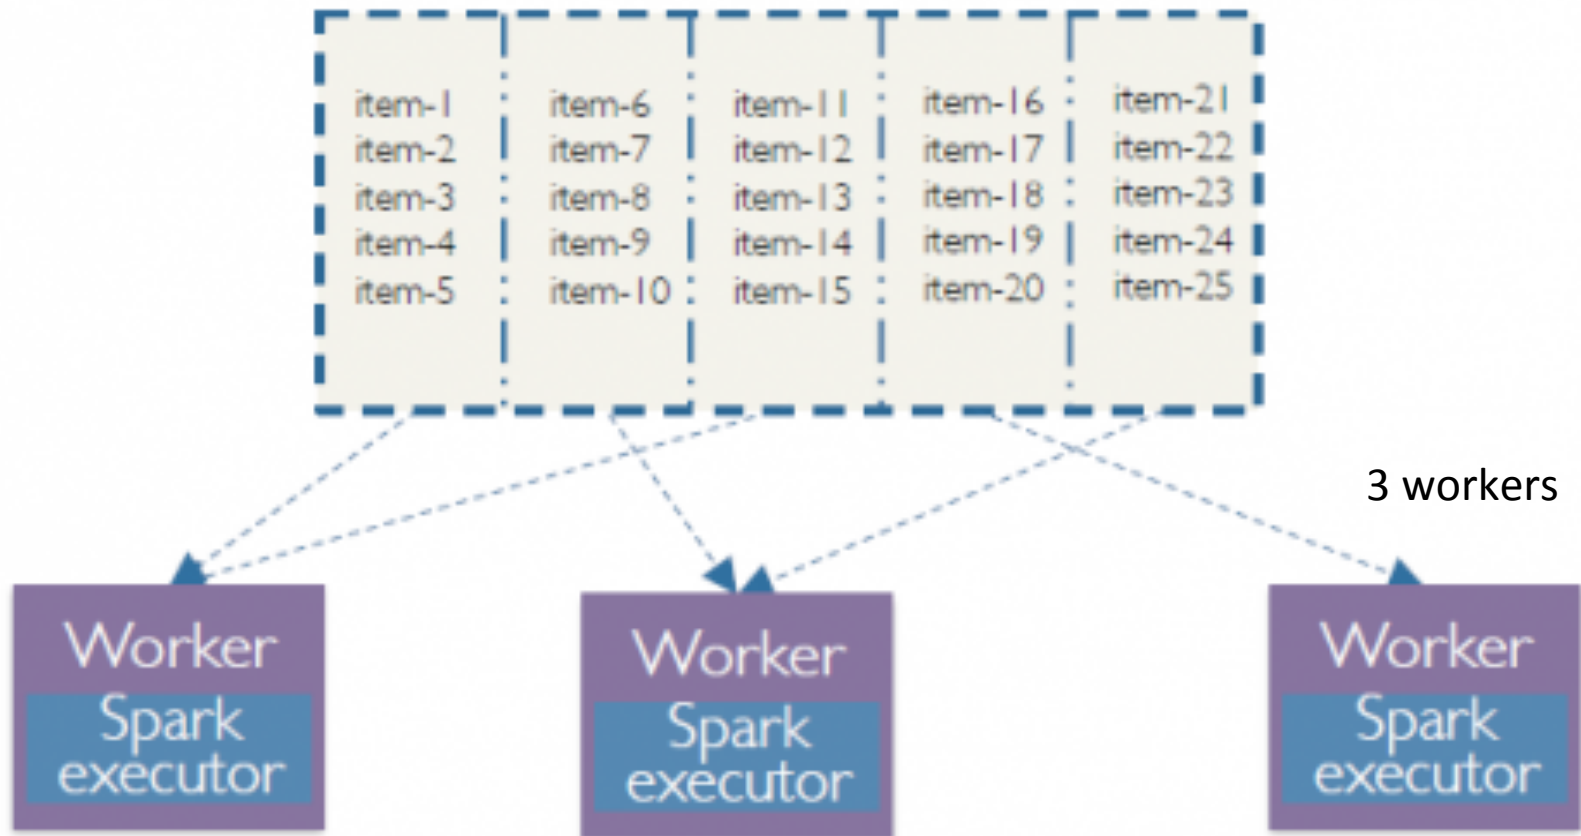 item-1
item-2
item-3
item-4
item-5
item-6
item-7
item-8
item-9
item-10
item-11
item-12
item-13
item-14
item-15
item-16
item-17
item-18
item-19
item-20
item-21
item-22
item-23
item-24
item-25
3 workers
Worker
Spark
executor
Worker
Spark
executor
Worker
Spark
executor